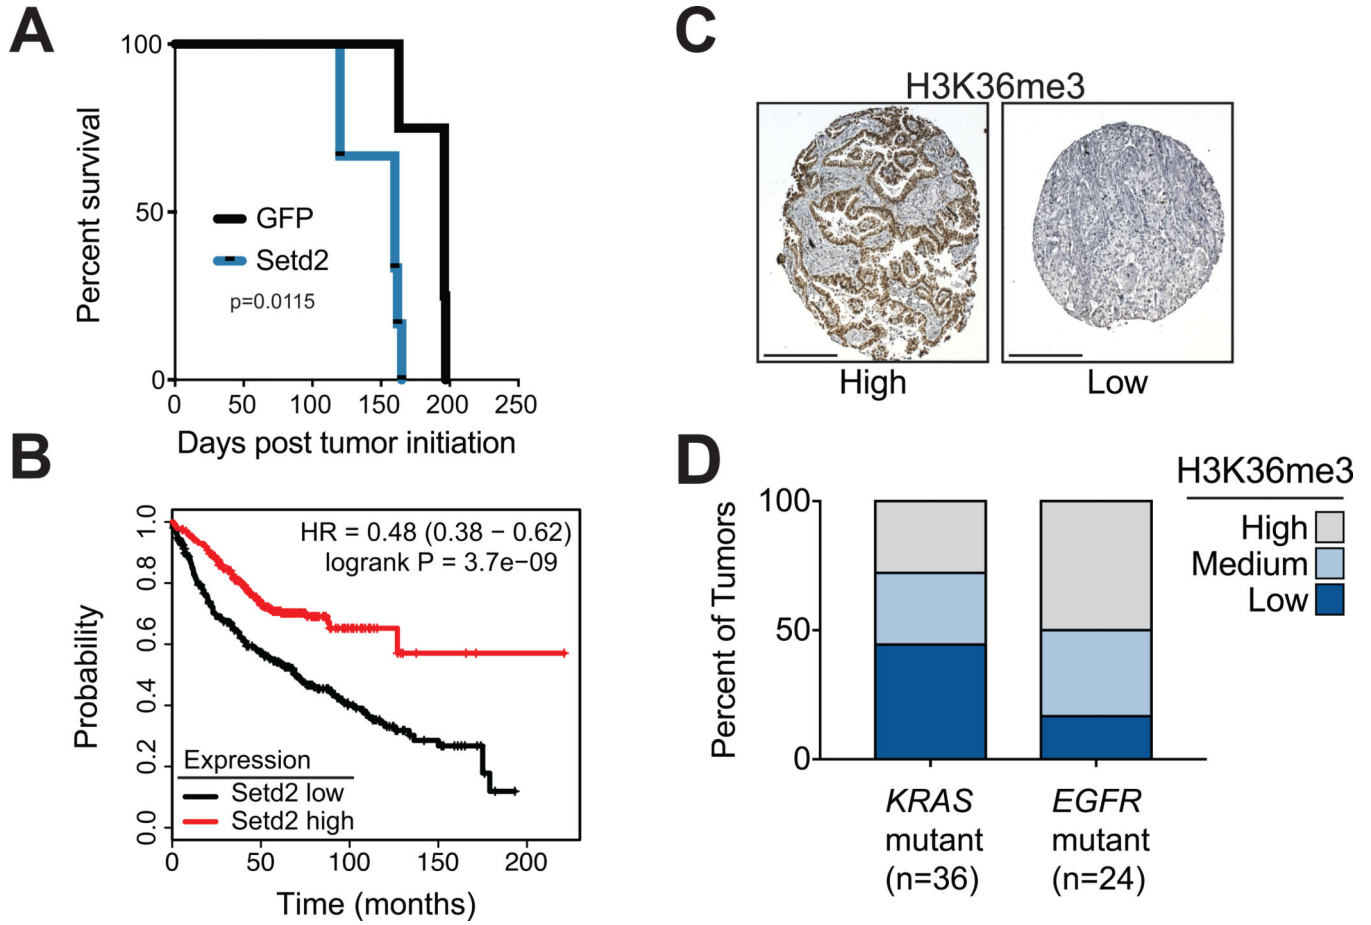 A
100
50
0
Percent survival
GFP
Setd2
p=0.0115
0 50 100 150 200 250
Days post tumor initiation
B
1.0
0.8
0.6
0.4
0.2
0.0
Probability
HR = 0.48 (0.38 − 0.62)
logrank P = 3.7e−09
Expression
Setd2 low
Setd2 high
0 50 100 150 200
Time (months)
C
H3K36me3
High Low
D
100
50
0
Percent of Tumors
H3K36me3
High
Medium
Low
KRAS
mutant
(n=36)
EGFR
mutant
(n=24)